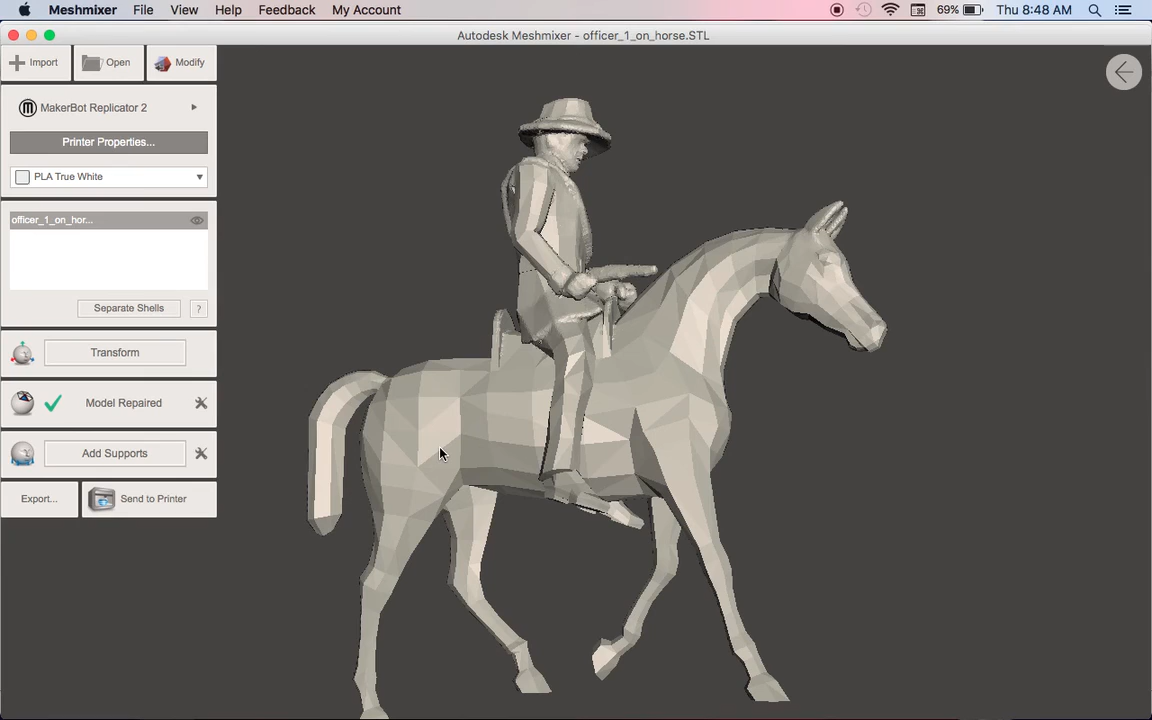 Meshmixer File View Help Feedback My Account 69% Thu 8:48 AM
Autodesk Meshmixer - officer_1_on_horse.STL
Import Open Modify
MakerBot Replicator 2
Printer Properties...
PLA True White
officer_1_on_hor...
Separate Shells ?
Transform
Model Repaired
Add Supports
Export... Send to Printer